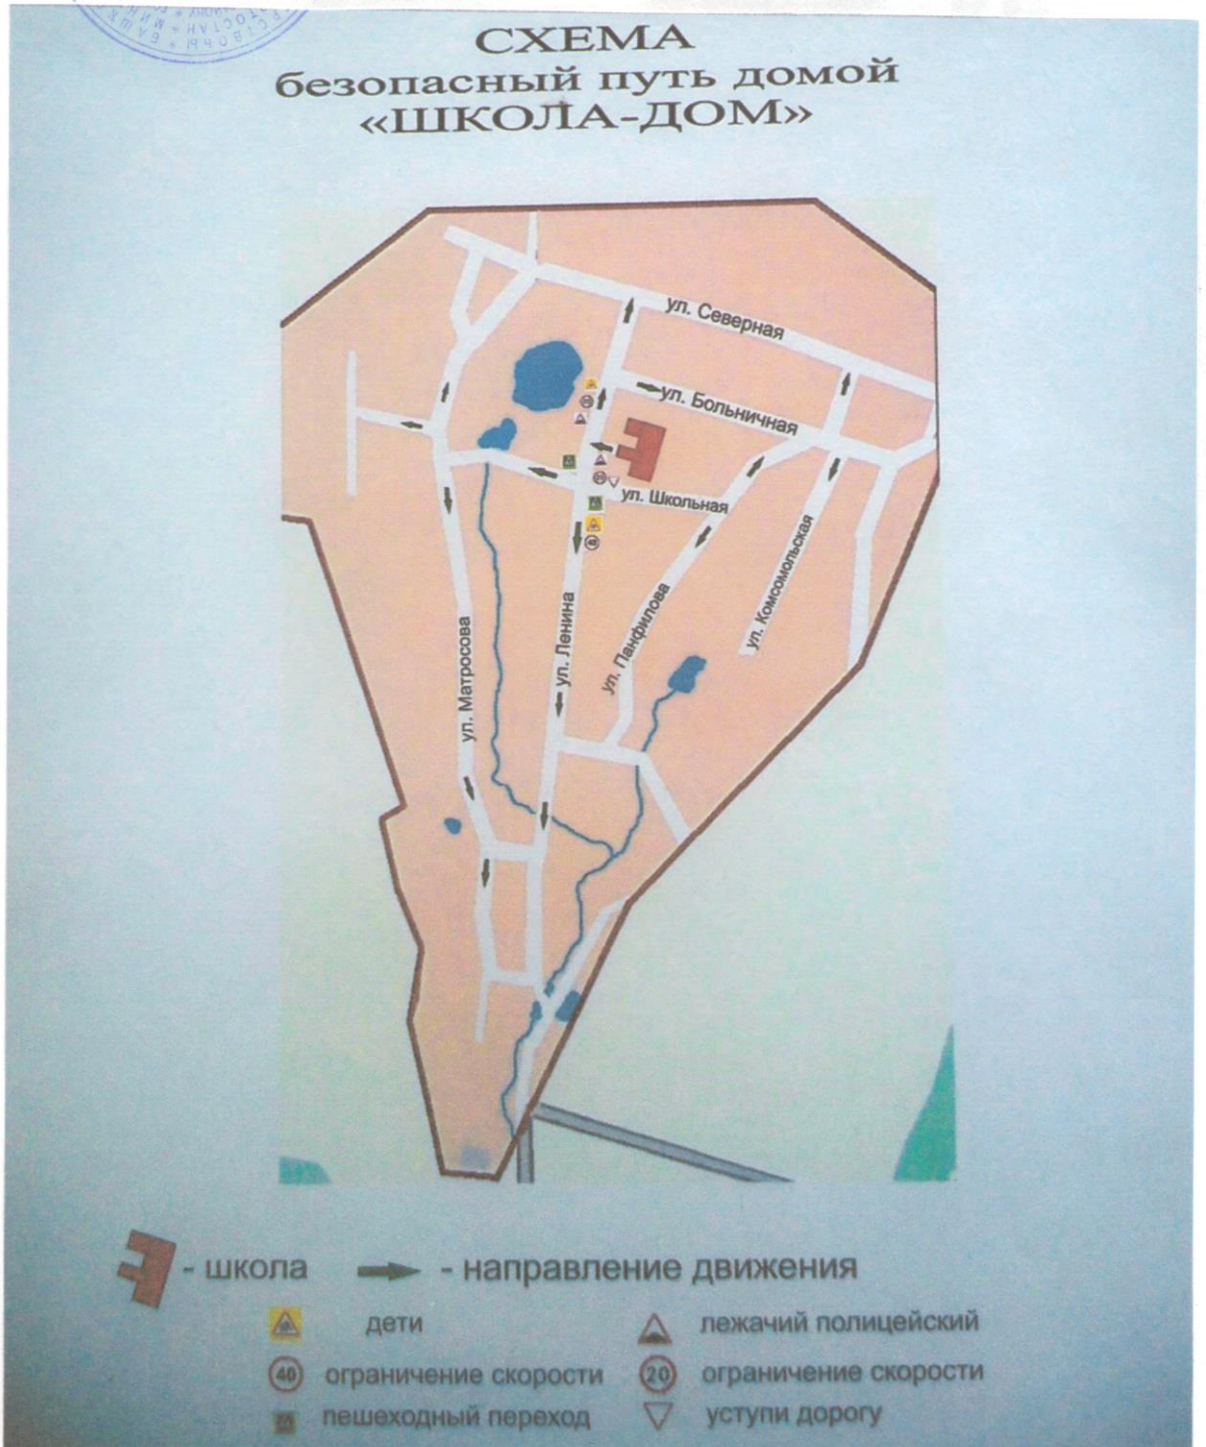 СХЕМА
безопасный путь домой
«ШКОЛА-ДОМ»
ул. Северная
ул. Больничная
ул. Школьная
ул. Комсомольская
ул. Панфилова
ул. Ленина
ул. Матросова
- школа
- направление движения
дети
лежачий полицейский
40 ограничение скорости
20 ограничение скорости
пешеходный переход
уступи дорогу